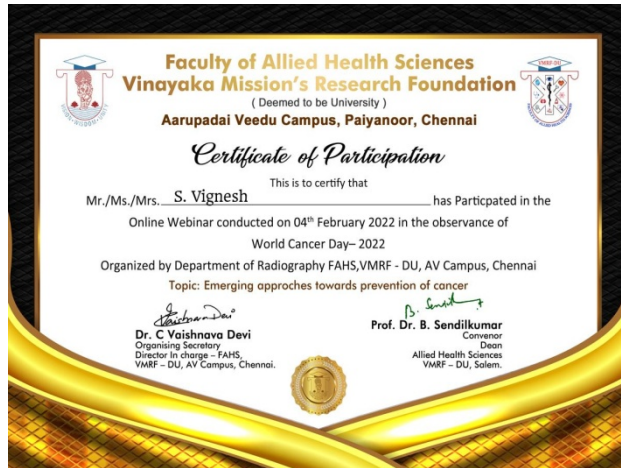 Faculty of Allied Health Sciences
Vinayaka Mission's Research Foundation
( Deemed to be University )
Aarupadai Veedu Campus, Paiyanoor, Chennai
VMRF-DU
Certificate of Participation
This is to certify that
Mr./Ms./Mrs. S. Vignesh has Particpated in the
Online Webinar conducted on 04th February 2022 in the observance of
World Cancer Day– 2022
Organized by Department of Radiography FAHS,VMRF - DU, AV Campus, Chennai
Topic: Emerging approches towards prevention of cancer
Dr. C Vaishnava Devi
Organising Secretary
Director In charge – FAHS,
VMRF – DU, AV Campus, Chennai.
Prof. Dr. B. Sendilkumar
Convenor
Dean
Allied Health Sciences
VMRF – DU, Salem.